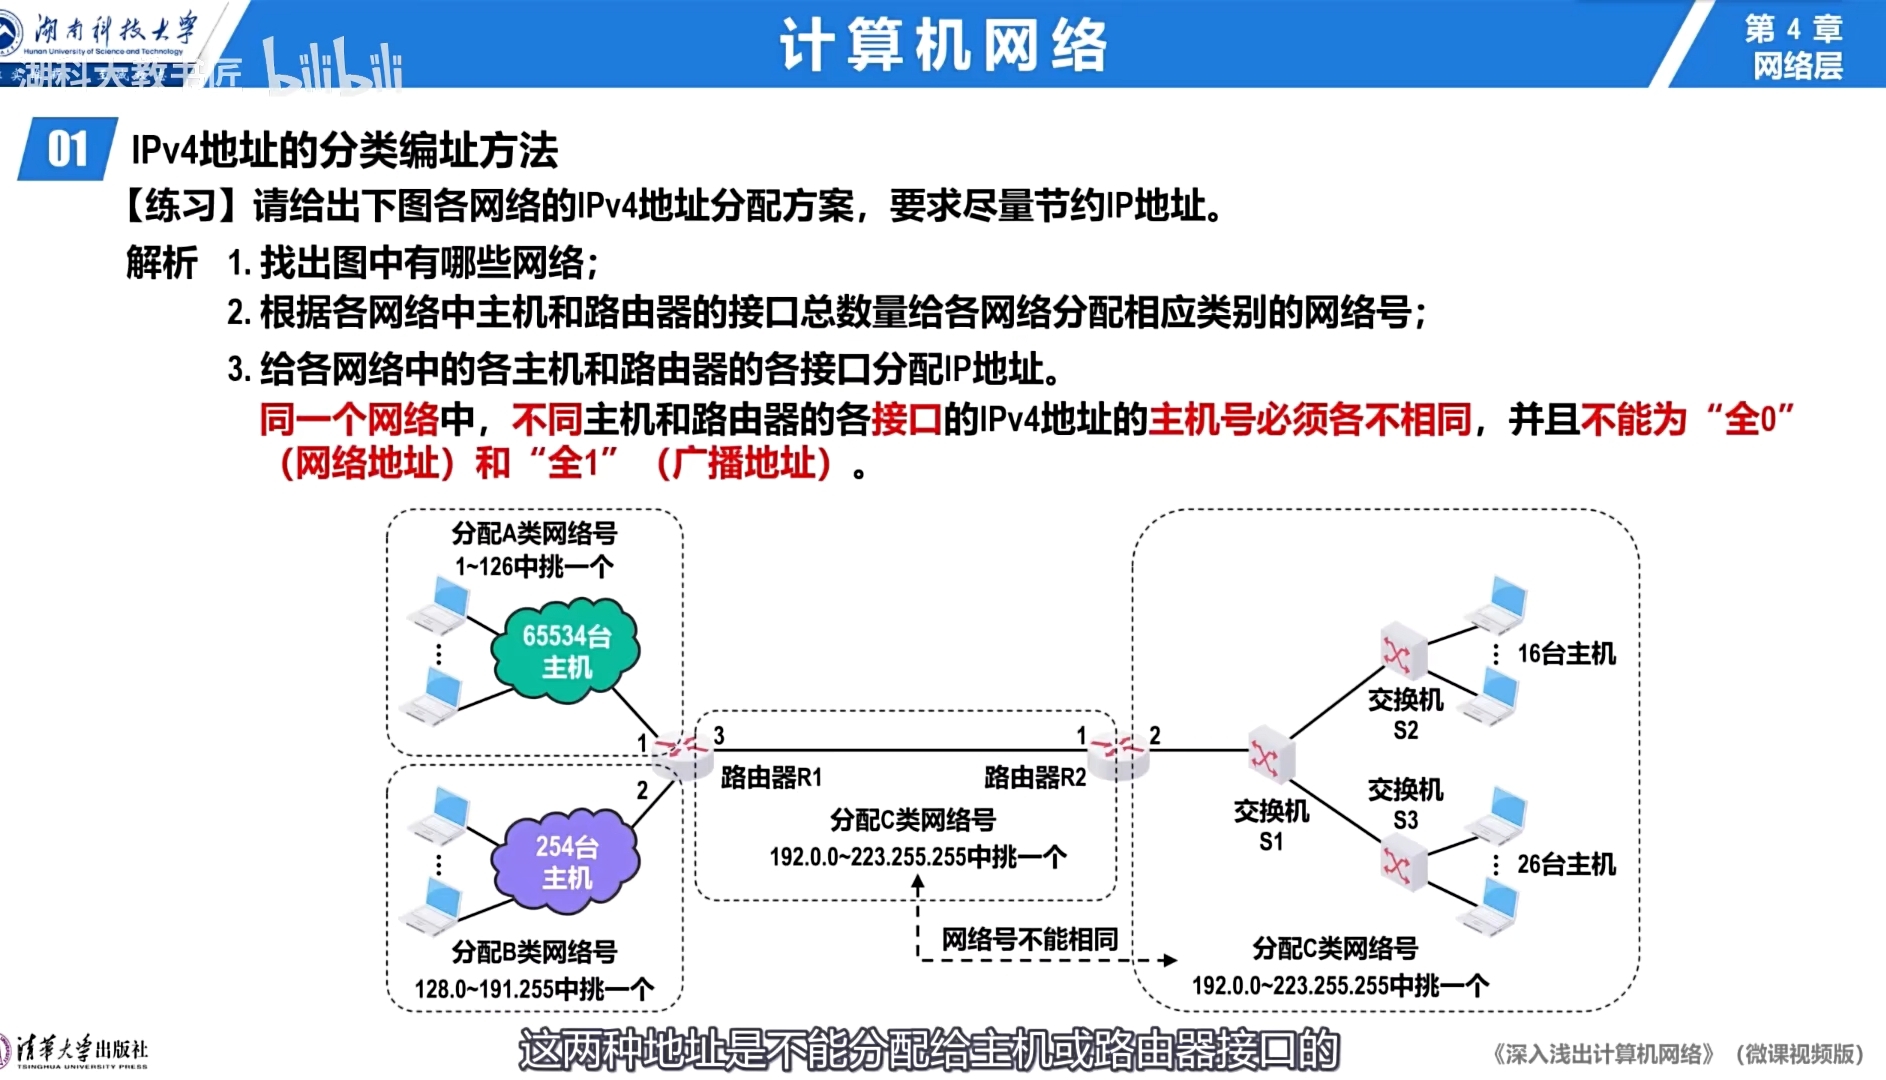 湖南科技大学
Hunan University of Science and Technology
湖科大教书匠 bilibili
计算机网络
第 4 章
网络层
01 IPv4地址的分类编址方法
【练习】请给出下图各网络的IPv4地址分配方案，要求尽量节约IP地址。
解析 1. 找出图中有哪些网络；
2. 根据各网络中主机和路由器的接口总数量给各网络分配相应类别的网络号；
3. 给各网络中的各主机和路由器的各接口分配IP地址。
同一个网络中，不同主机和路由器的各接口的IPv4地址的主机号必须各不相同，并且不能为“全0”
（网络地址）和“全1”（广播地址）。
分配A类网络号
1~126中挑一个
65534台
主机
1
2
254台
主机
分配B类网络号
128.0~191.255中挑一个
3
路由器R1
1
路由器R2
分配C类网络号
192.0.0~223.255.255中挑一个
网络号不能相同
2
交换机
S1
交换机
S2
16台主机
交换机
S3
26台主机
分配C类网络号
192.0.0~223.255.255中挑一个
这两种地址是不能分配给主机或路由器接口的
清华大学出版社
TSINGHUA UNIVERSITY PRESS
《深入浅出计算机网络》（微课视频版）